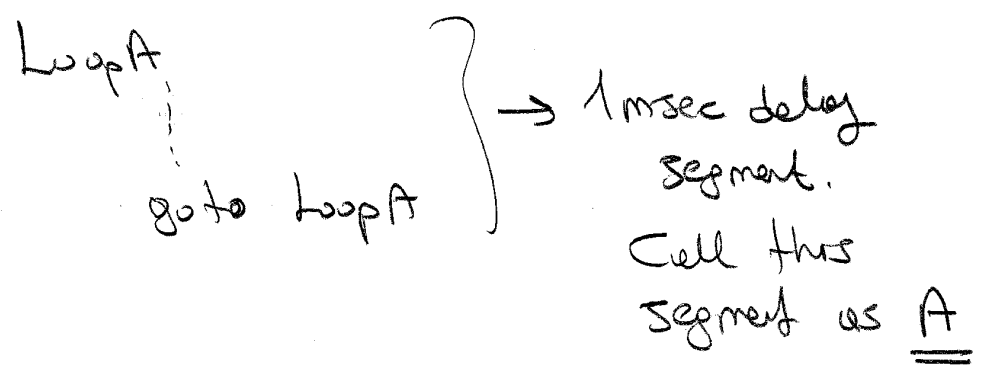 LoopA
goto LoopA
→ 1msec delay
segment.
Call this
segment as A